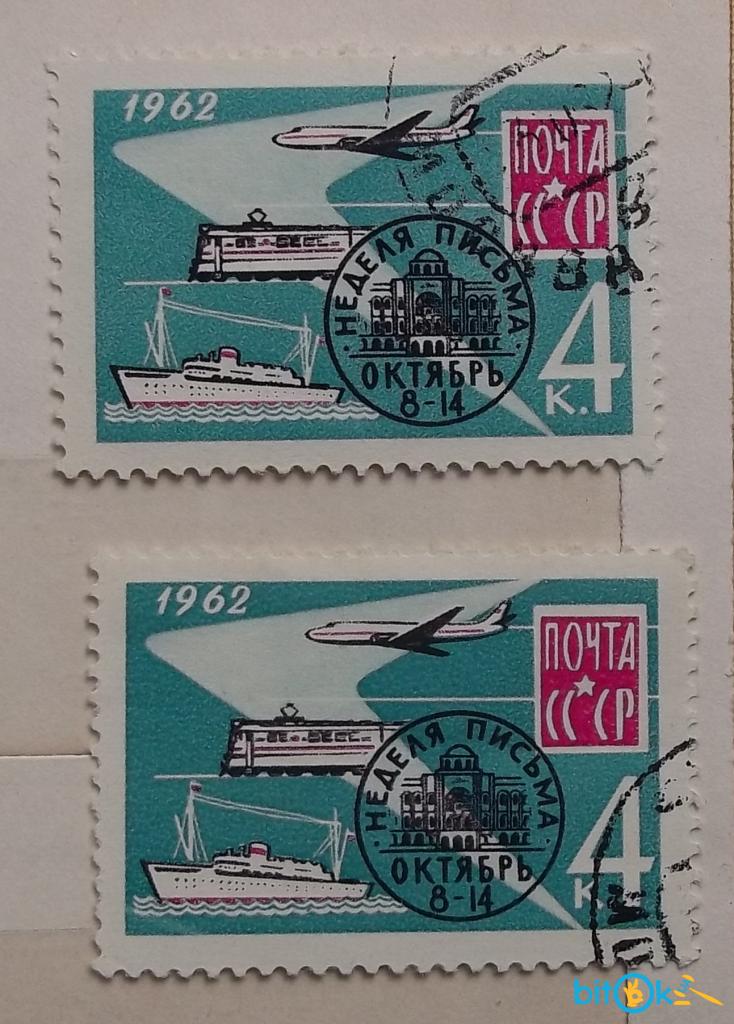 1962
ПОЧТА
СССР
НЕДЕЛЯ ПИСЬМА
ОКТЯБРЬ
8-14
4
К.
1962
ПОЧТА
СССР
НЕДЕЛЯ ПИСЬМА
ОКТЯБРЬ
8-14
4
К.
bitOk